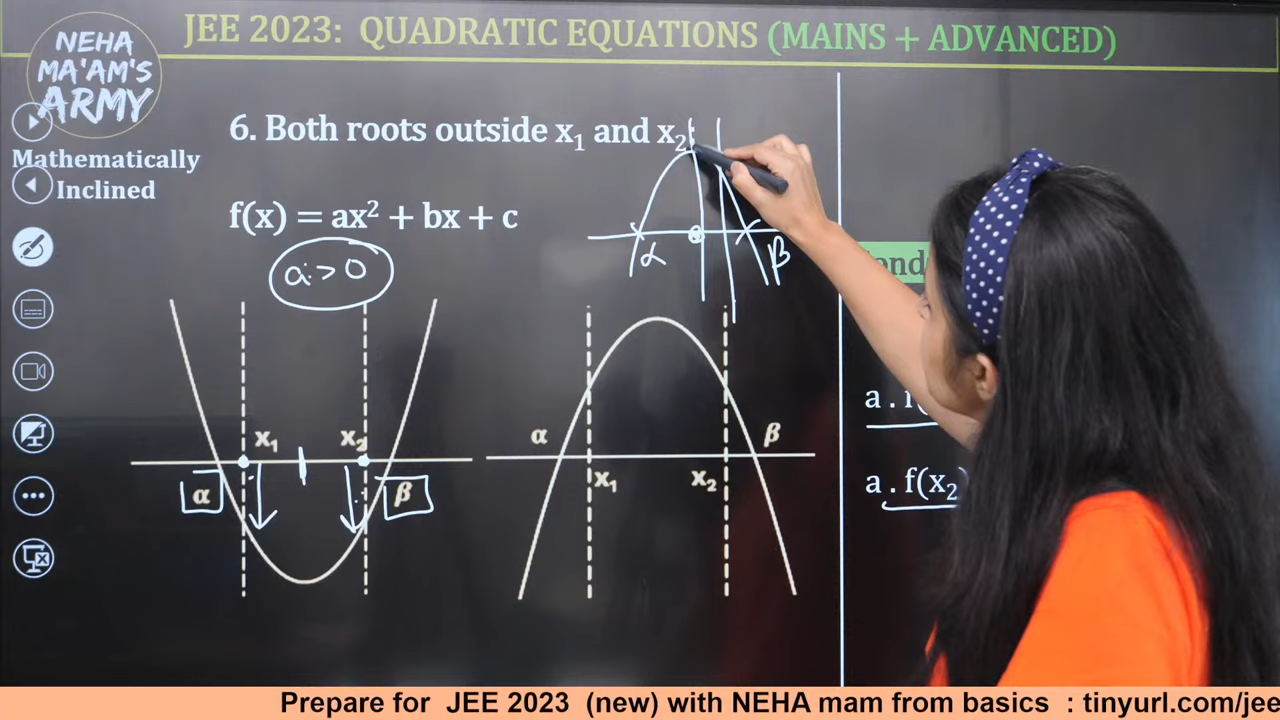 JEE 2023: QUADRATIC EQUATIONS (MAINS + ADVANCED)
NEHA
MA'AM'S
ARMY
Mathematically
Inclined
6. Both roots outside x₁ and x₂
f(x) = ax² + bx + c
a > 0
α β
x₁ x₂
α β
α β
x₁ x₂
a . f(
a . f(x₂)
Prepare for JEE 2023 (new) with NEHA mam from basics : tinyurl.com/jee